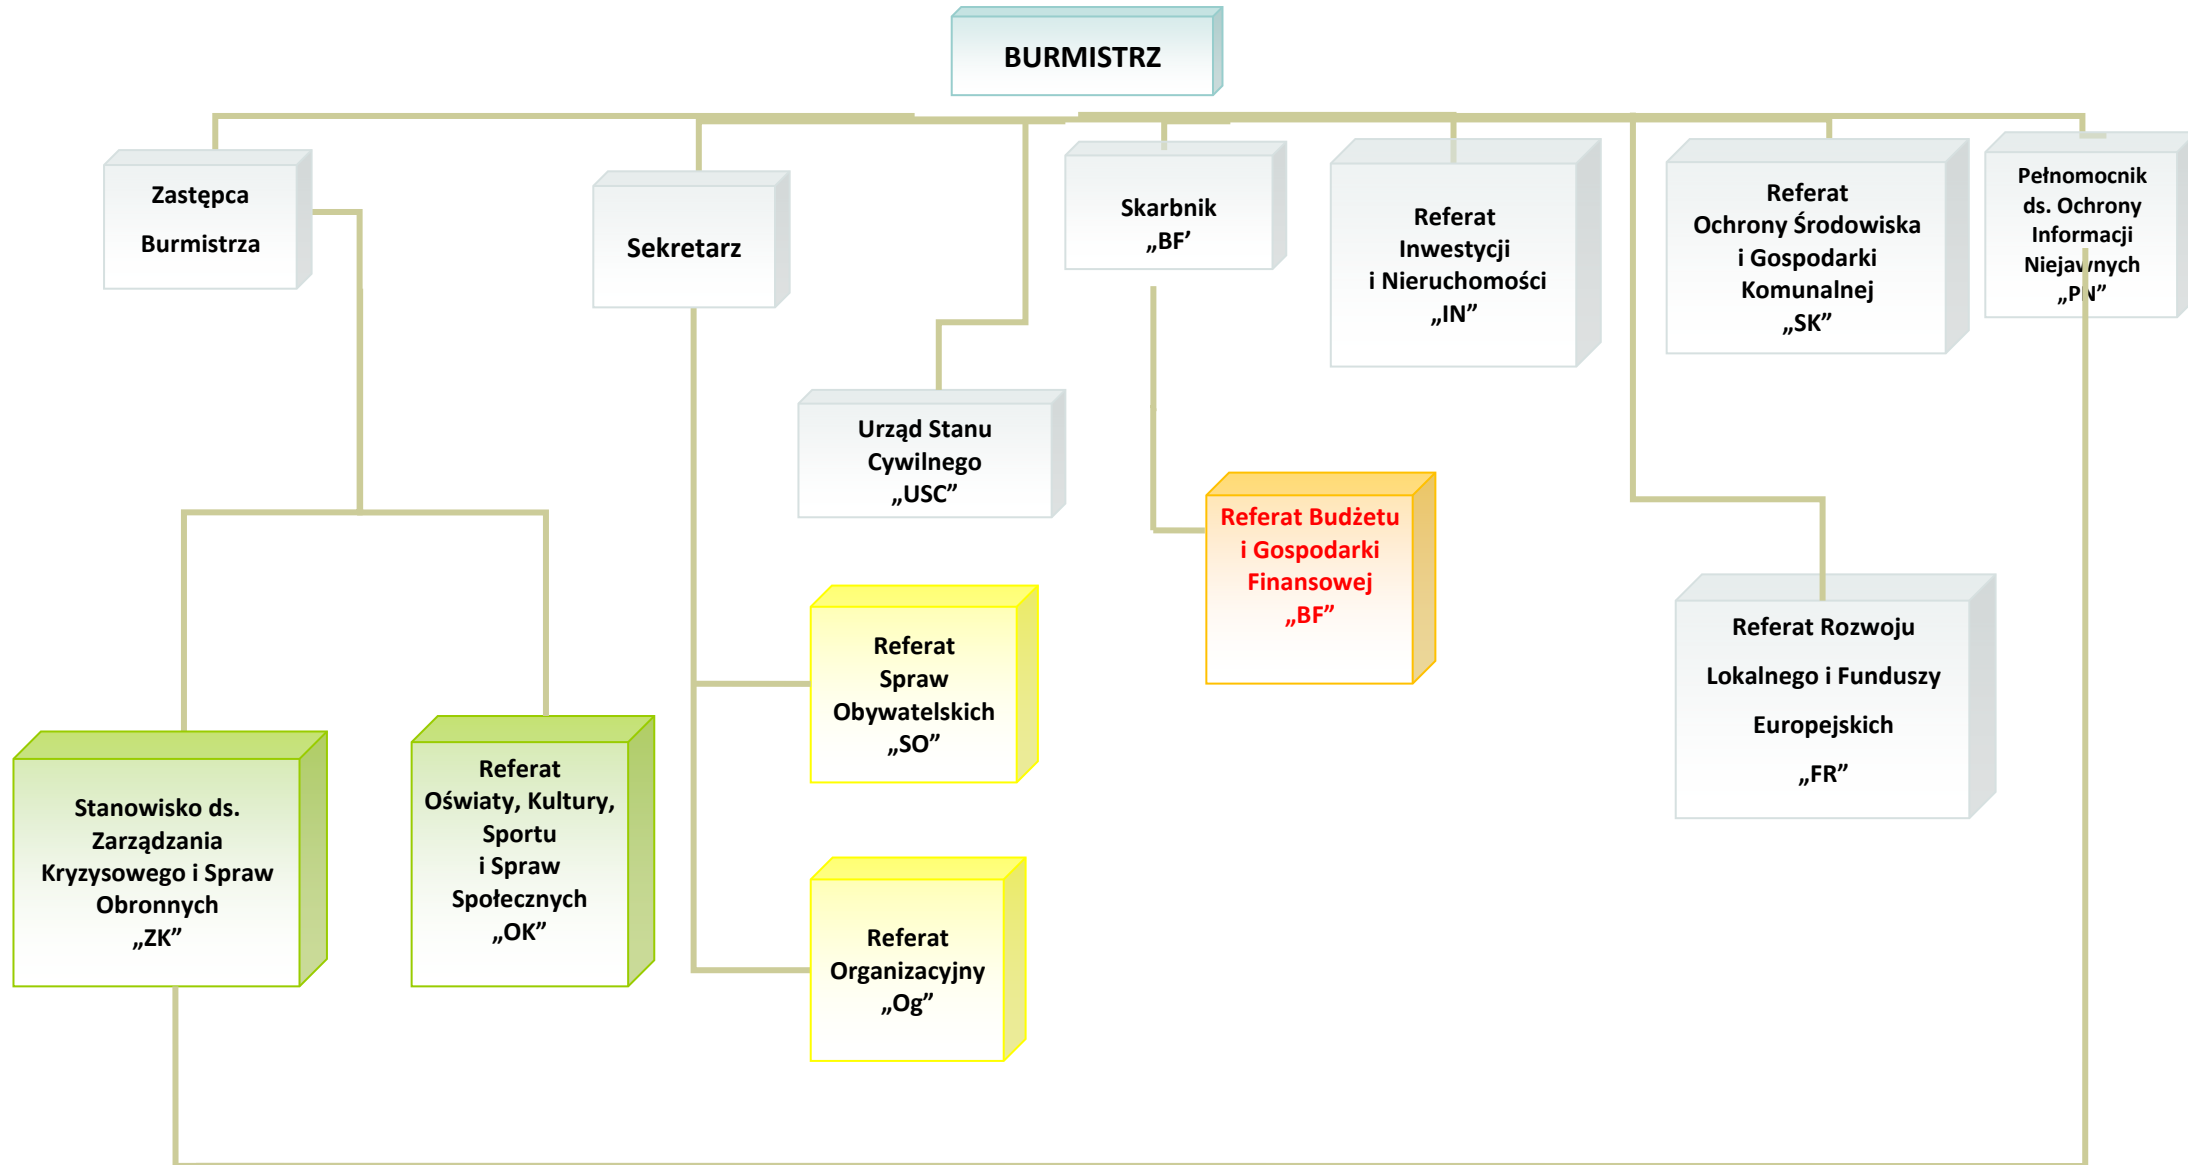 BURMISTRZ
Zastępca
Burmistrza
Sekretarz
Urząd Stanu
Cywilnego
„USC”
Skarbnik
„BF’
Referat
Inwestycji
i Nieruchomości
„IN”
Referat
Ochrony Środowiska
i Gospodarki
Komunalnej
„SK”
Pełnomocnik
ds. Ochrony
Informacji
Niejawnych
„PN”
Referat Budżetu
i Gospodarki
Finansowej
„BF”
Referat
Spraw
Obywatelskich
„SO”
Referat Rozwoju
Lokalnego i Funduszy
Europejskich
„FR”
Stanowisko ds.
Zarządzania
Kryzysowego i Spraw
Obronnych
„ZK”
Referat
Oświaty, Kultury,
Sportu
i Spraw
Społecznych
„OK”
Referat
Organizacyjny
„Og”